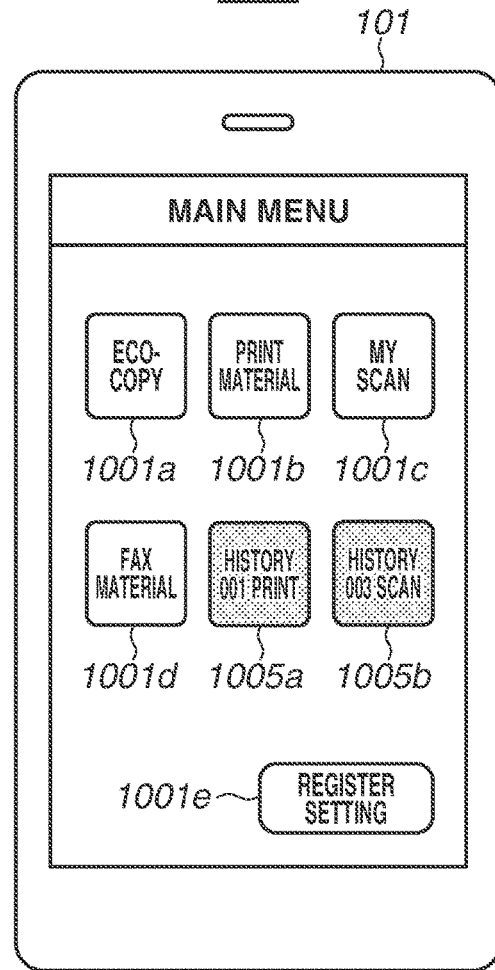 101
MAIN MENU
ECO-
COPY
PRINT
MATERIAL
MY
SCAN
1001a
1001b
1001c
FAX
MATERIAL
HISTORY
001 PRINT
HISTORY
003 SCAN
1001d
1005a
1005b
1001e
REGISTER
SETTING